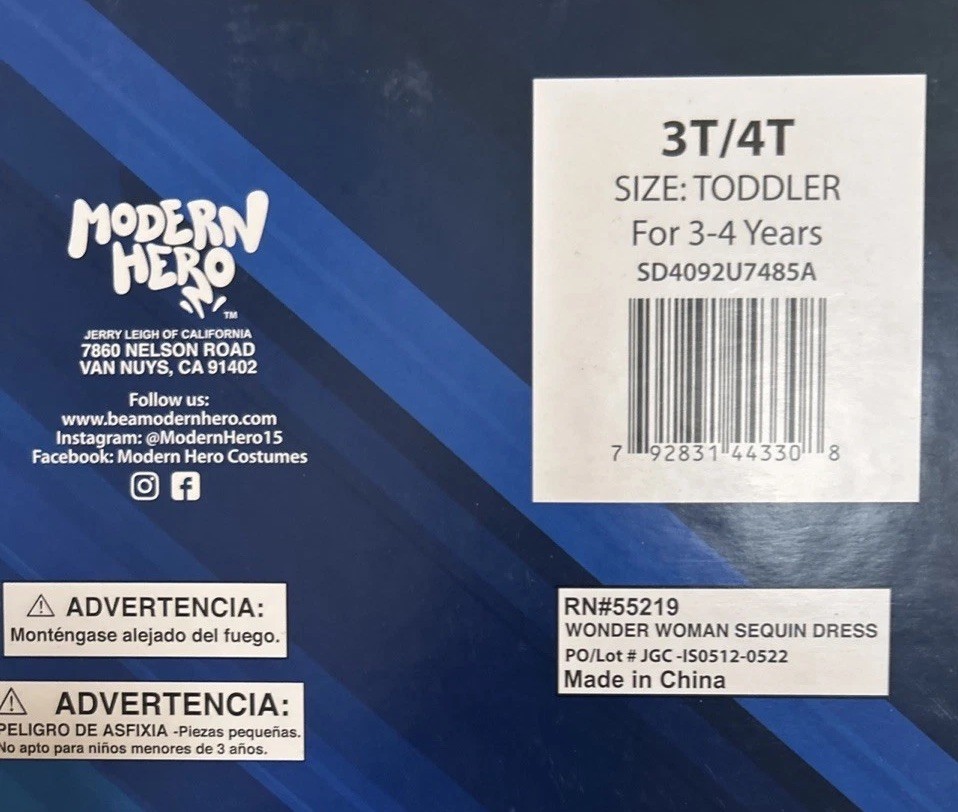 MODERN
HERO
TM
JERRY LEIGH OF CALIFORNIA
7860 NELSON ROAD
VAN NUYS, CA 91402
Follow us:
www.beamodernhero.com
Instagram: @ModernHero15
Facebook: Modern Hero Costumes
3T/4T
SIZE: TODDLER
For 3-4 Years
SD4092U7485A
7 92831 44330 8
ADVERTENCIA:
Monténgase alejado del fuego.
ADVERTENCIA:
PELIGRO DE ASFIXIA -Piezas pequeñas.
No apto para niños menores de 3 años.
RN#55219
WONDER WOMAN SEQUIN DRESS
PO/Lot # JGC -IS0512-0522
Made in China